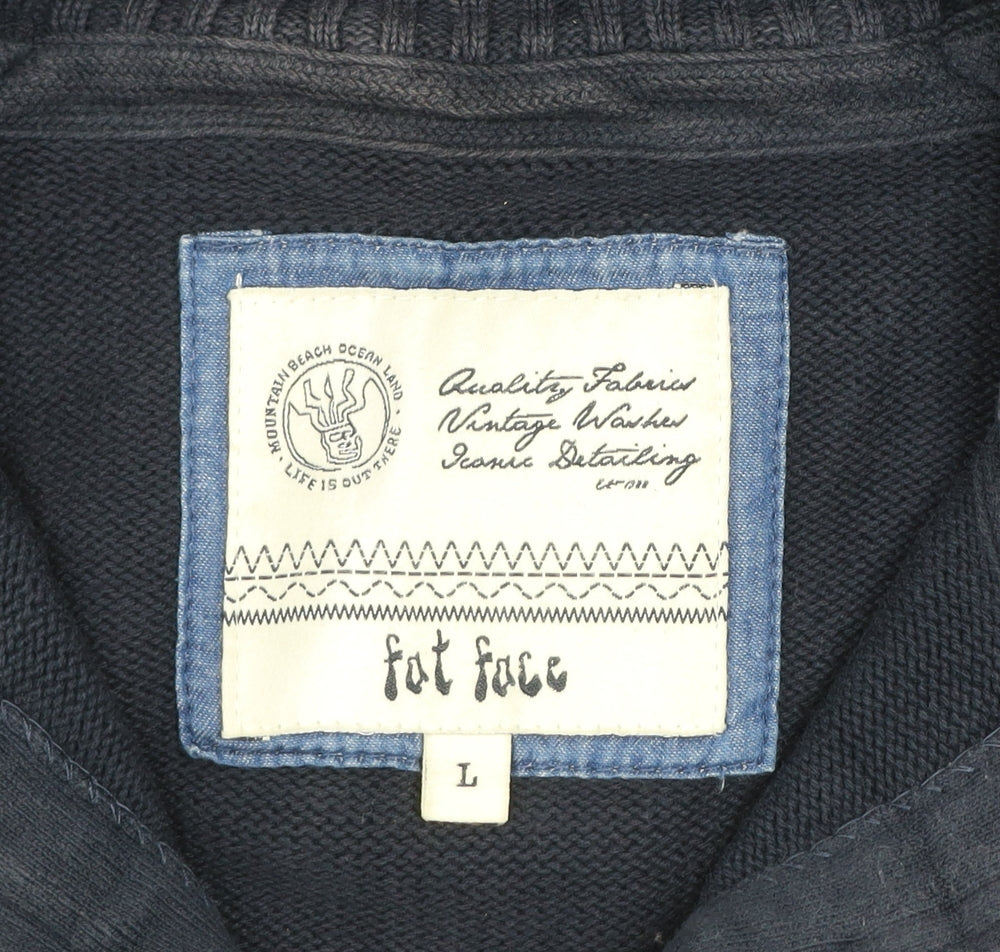 MOUNTAIN BEACH OCEAN LAND
LIFE IS OUT THERE
Quality Fabrics
Vintage Washes
Iconic Detailing
fat face
L